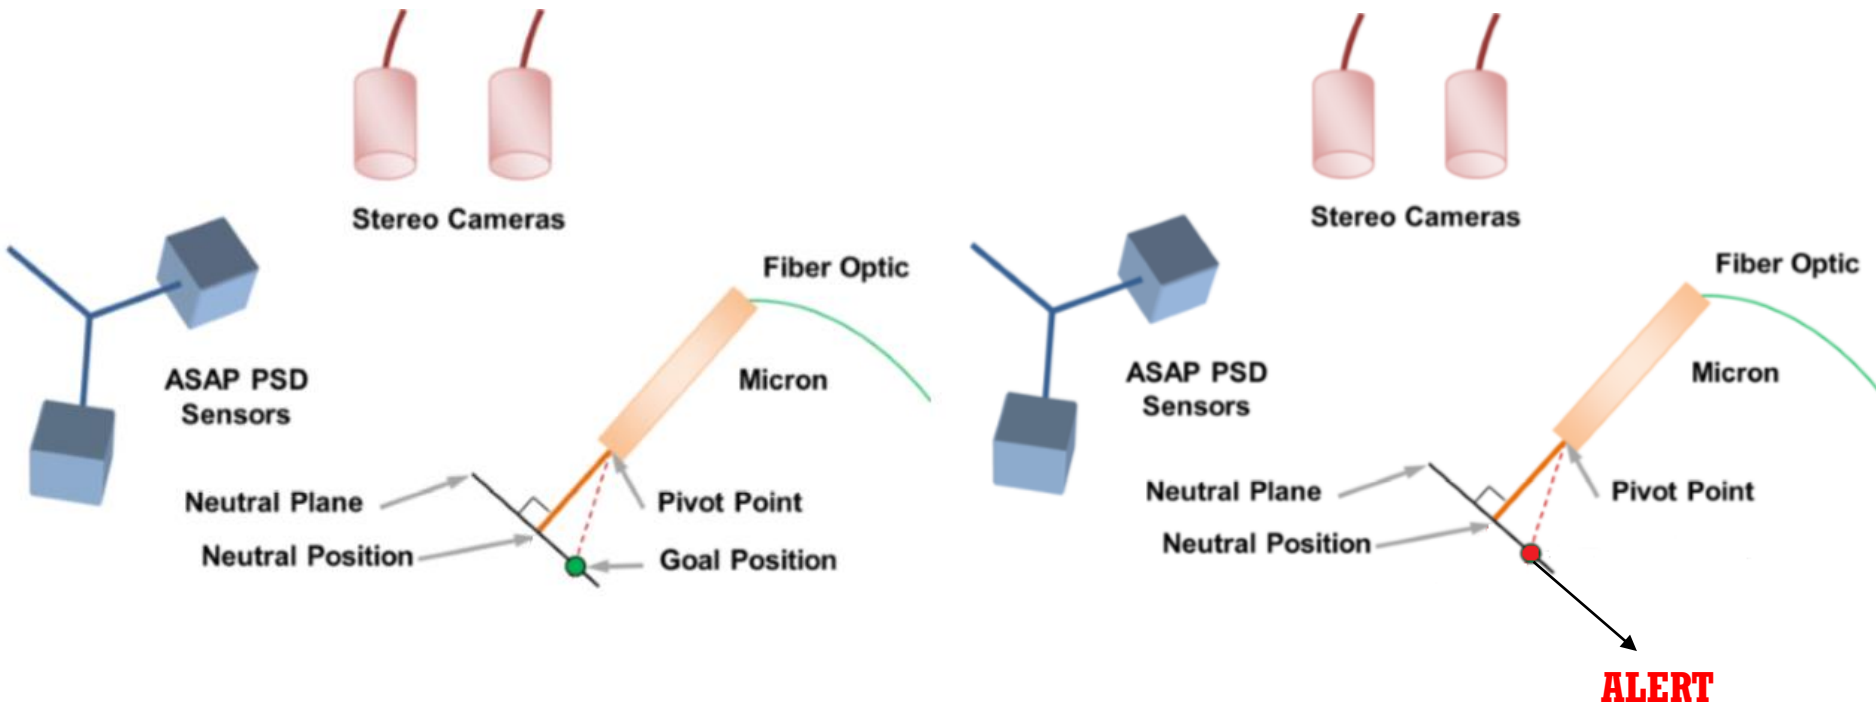 Stereo Cameras
Fiber Optic
ASAP PSD
Sensors
Micron
Neutral Plane
Pivot Point
Neutral Position
Goal Position
Stereo Cameras
Fiber Optic
ASAP PSD
Sensors
Micron
Neutral Plane
Pivot Point
Neutral Position
ALERT